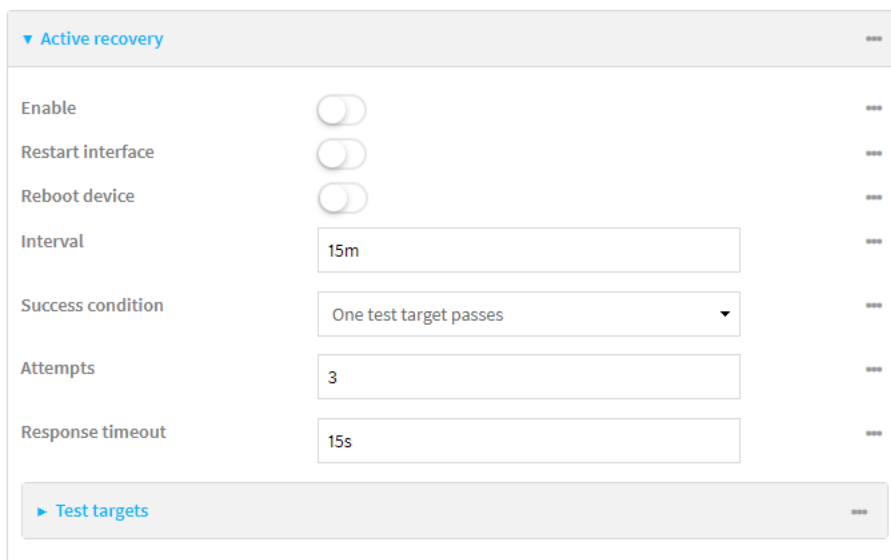 Active recovery
Enable
Restart interface
Reboot device
Interval
15m
Success condition
One test target passes
Attempts
3
Response timeout
15s
Test targets